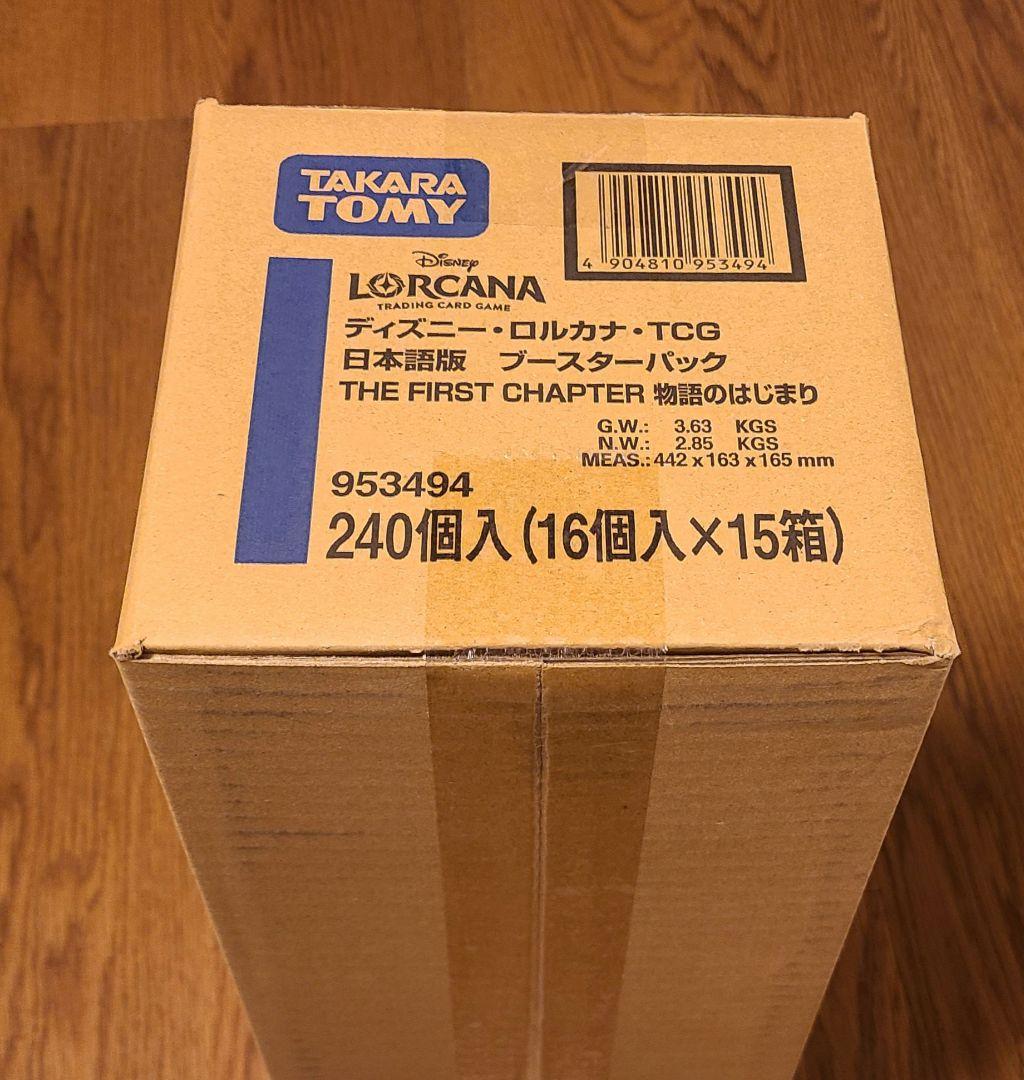 TAKARA
TOMY
4 904810 953494
Disney
LORCANA
TRADING CARD GAME
ディズニー・ロルカナ・TCG
日本語版 ブースターパック
THE FIRST CHAPTER 物語のはじまり
G.W.: 3.63 KGS
N.W.: 2.85 KGS
MEAS.: 442 x 163 x 165 mm
953494
240個入(16個入×15箱)